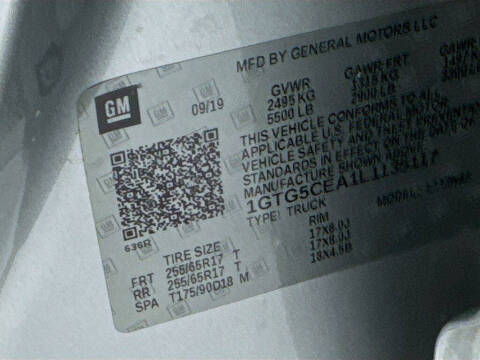 MFD BY GENERAL MOTORS LLC
GM
09/19
GVWR GAWR FRT GAWR
2495 KG 1315 KG
5500 LB 2900 LB
THIS VEHICLE CONFORMS TO ALL
APPLICABLE U.S. FEDERAL MOTOR
VEHICLE SAFETY AND THEFT PREVENTION
STANDARDS IN EFFECT ON THE DATE OF
MANUFACTURE SHOWN ABOVE
TYPE: TRUCK MODEL:
636R
TIRE SIZE RIM
FRT 255/65R17 T 17X8.0J
RR 255/65R17 T 17X8.0J
SPA T175/90D18 M 18X4.5B